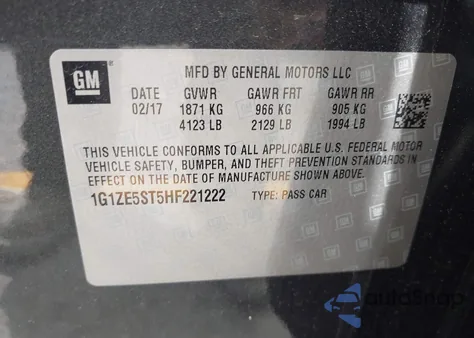 GM
MFD BY GENERAL MOTORS LLC
DATE GVWR GAWR FRT GAWR RR
02/17 1871 KG 966 KG 905 KG
4123 LB 2129 LB 1994 LB
THIS VEHICLE CONFORMS TO ALL APPLICABLE U.S. FEDERAL MOTOR
VEHICLE SAFETY, BUMPER, AND THEFT PREVENTION STANDARDS IN
EFFECT ON THE DATE OF MANUFACTURE SHOWN ABOVE.
1G1ZE5ST5HF221222 TYPE: PASS CAR
autosnap